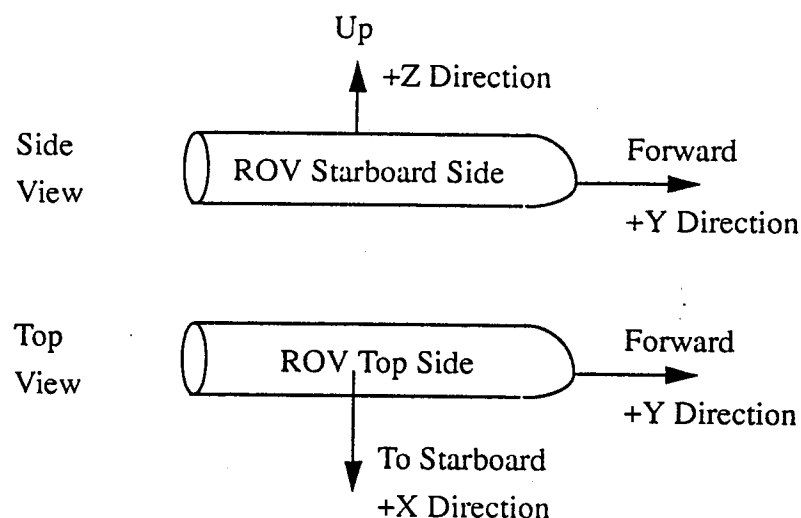 Up
+Z Direction
Side
View
ROV Starboard Side
Forward
+Y Direction
Top
View
ROV Top Side
Forward
+Y Direction
To Starboard
+X Direction